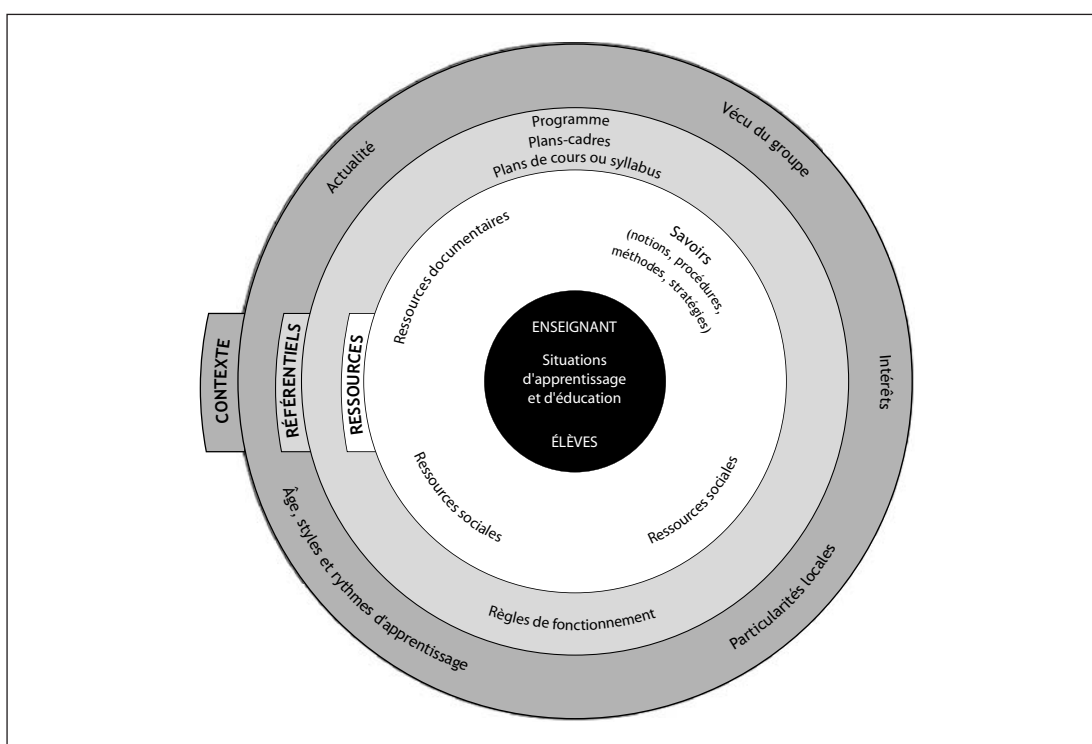 Actualité
Vécu du groupe
Programme
Plans-cadres
Plans de cours ou syllabus
Ressources documentaires
Savoirs
(notions, procédures,
méthodes, stratégies)
ENSEIGNANT
Situations
d'apprentissage
et d'éducation
ÉLÈVES
CONTEXTE
RÉFÉRENTIELS
RESSOURCES
Intérêts
Ressources sociales
Ressources sociales
Âge, styles et rythmes d'apprentissage
Règles de fonctionnement
Particularités locales